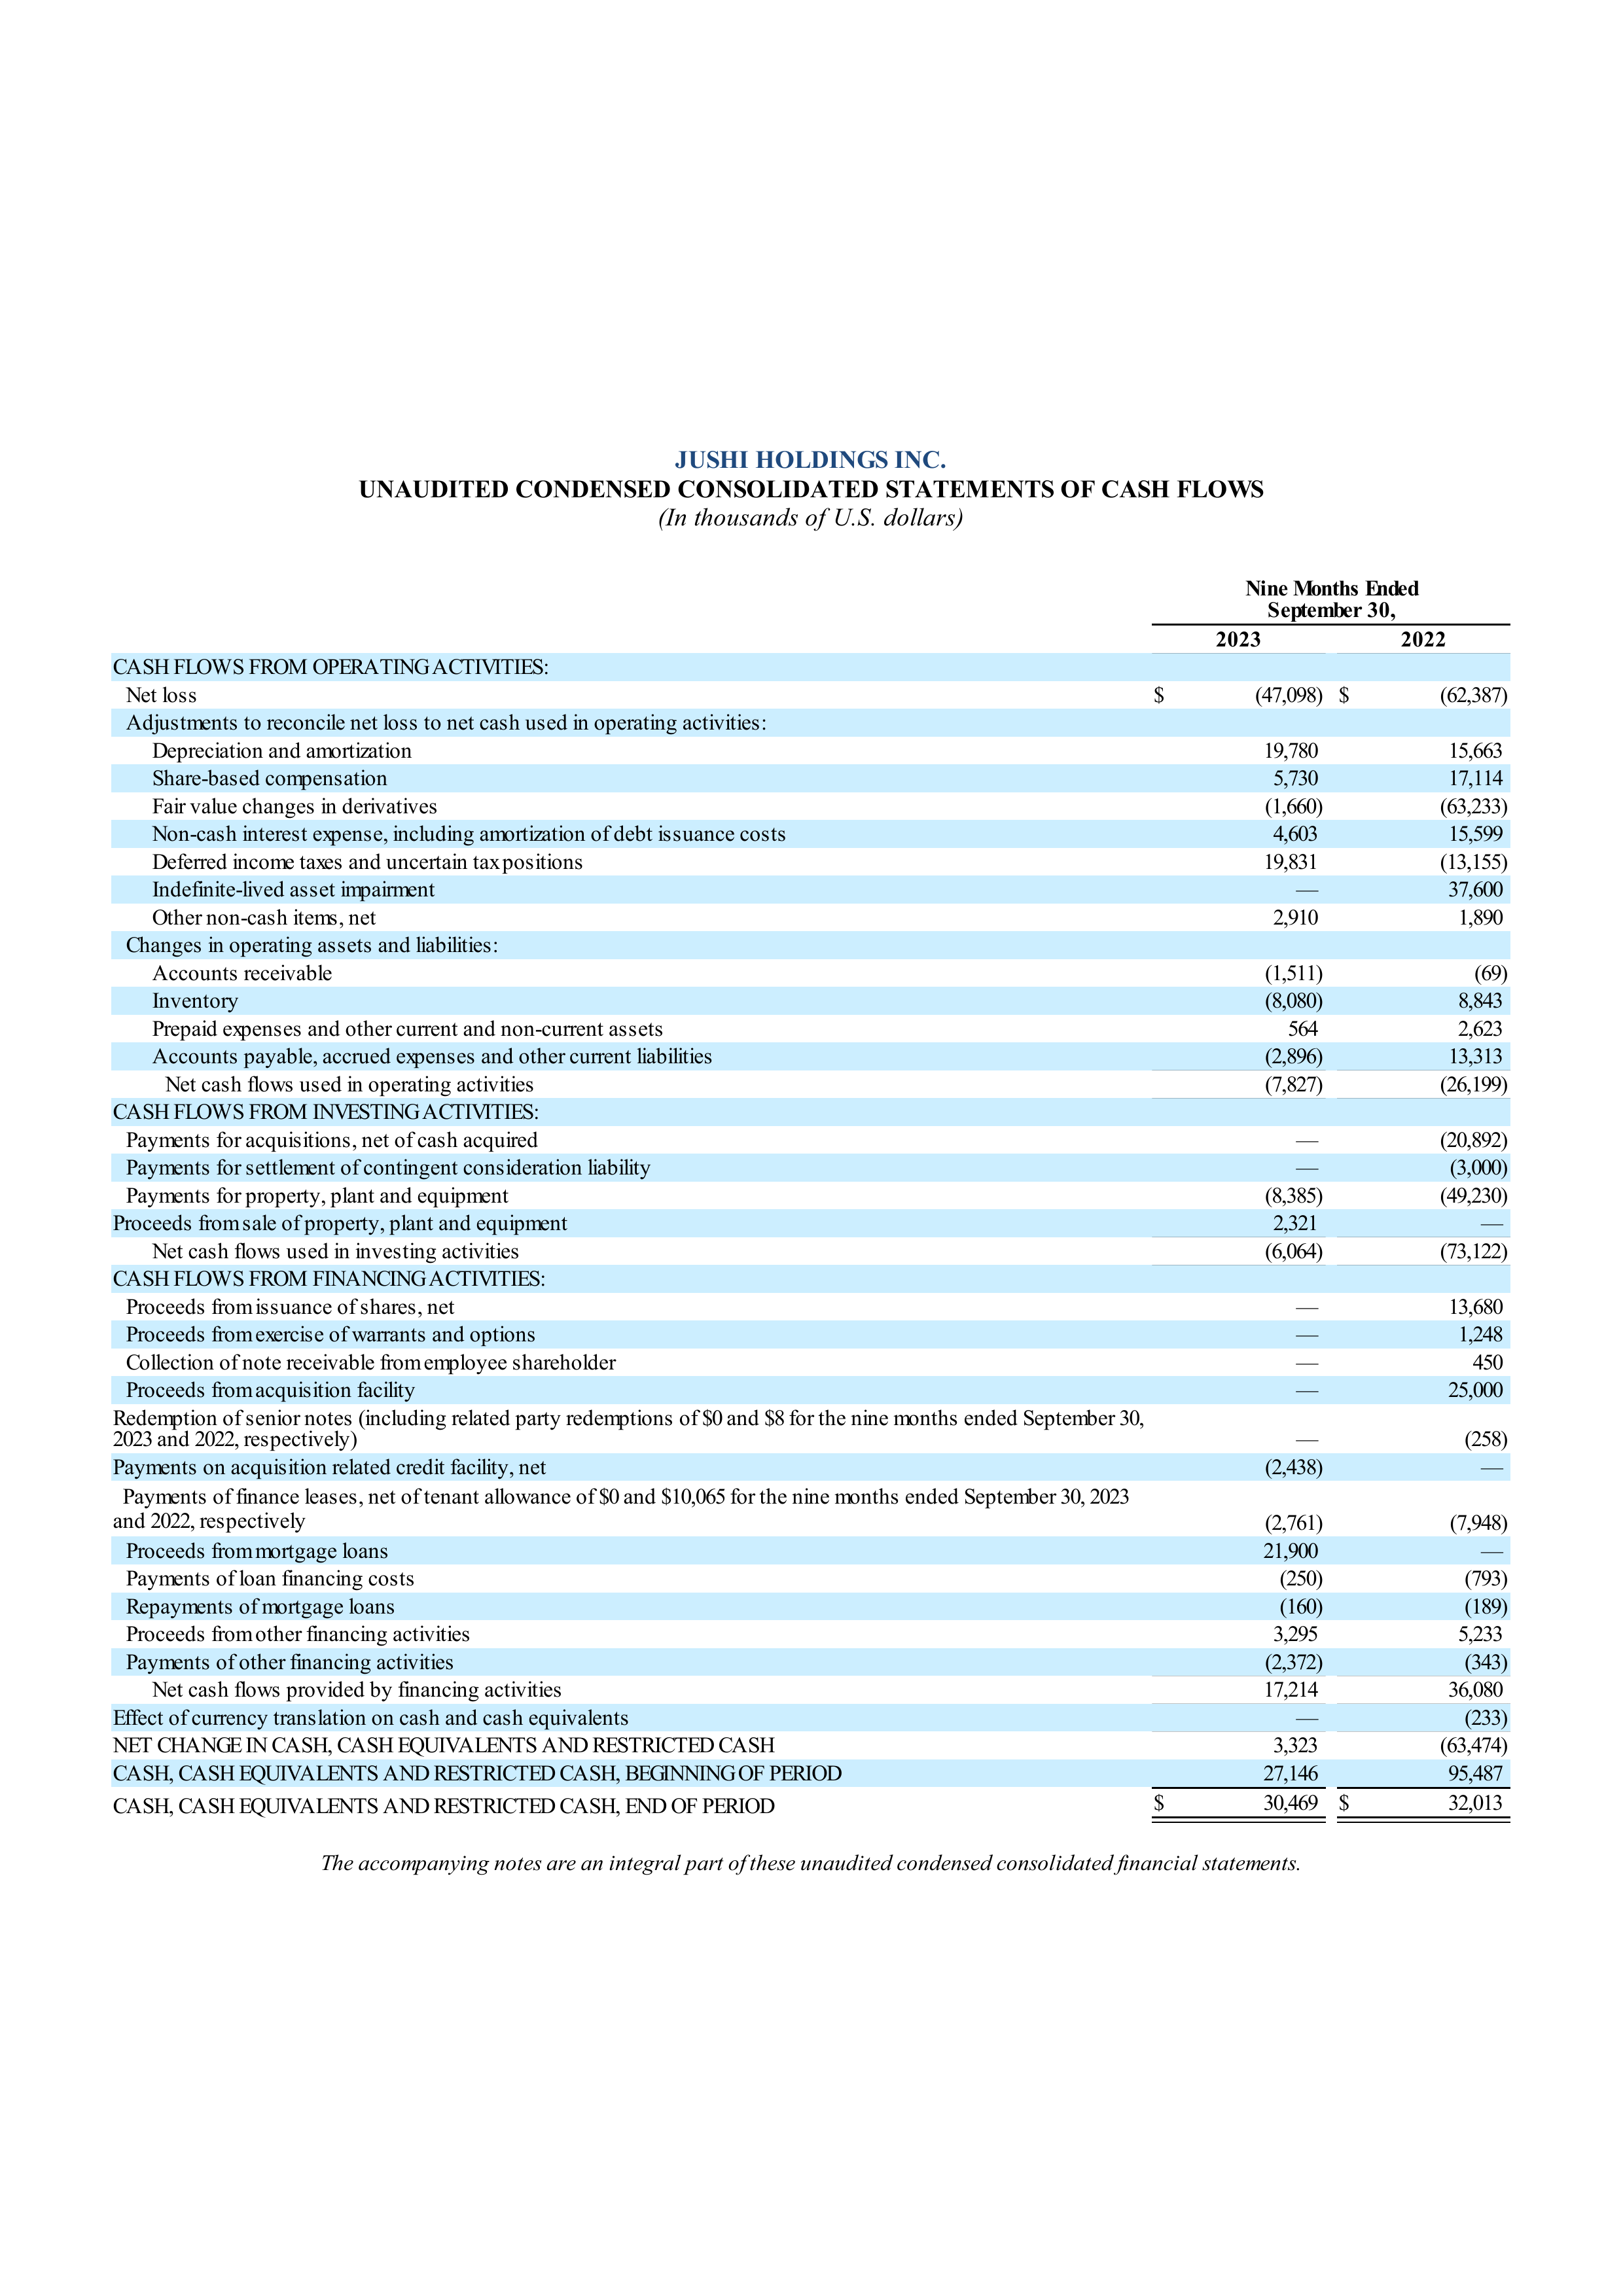 JUSHI HOLDINGS INC.
UNAUDITED CONDENSED CONSOLIDATED STATEMENTS OF CASH FLOWS
(In thousands of U.S. dollars)
Nine Months Ended
September 30,
2023 2022
CASH FLOWS FROM OPERATING ACTIVITIES:
Net loss $ (47,098) $ (62,387)
Adjustments to reconcile net loss to net cash used in operating activities:
Depreciation and amortization 19,780 15,663
Share-based compensation 5,730 17,114
Fair value changes in derivatives (1,660) (63,233)
Non-cash interest expense, including amortization of debt issuance costs 4,603 15,599
Deferred income taxes and uncertain tax positions 19,831 (13,155)
Indefinite-lived asset impairment — 37,600
Other non-cash items, net 2,910 1,890
Changes in operating assets and liabilities:
Accounts receivable (1,511) (69)
Inventory (8,080) 8,843
Prepaid expenses and other current and non-current assets 564 2,623
Accounts payable, accrued expenses and other current liabilities (2,896) 13,313
Net cash flows used in operating activities (7,827) (26,199)
CASH FLOWS FROM INVESTING ACTIVITIES:
Payments for acquisitions, net of cash acquired — (20,892)
Payments for settlement of contingent consideration liability — (3,000)
Payments for property, plant and equipment (8,385) (49,230)
Proceeds from sale of property, plant and equipment 2,321 —
Net cash flows used in investing activities (6,064) (73,122)
CASH FLOWS FROM FINANCING ACTIVITIES:
Proceeds from issuance of shares, net — 13,680
Proceeds from exercise of warrants and options — 1,248
Collection of note receivable from employee shareholder — 450
Proceeds from acquisition facility — 25,000
Redemption of senior notes (including related party redemptions of $0 and $8 for the nine months ended September 30,
2023 and 2022, respectively) — (258)
Payments on acquisition related credit facility, net (2,438) —
Payments of finance leases, net of tenant allowance of $0 and $10,065 for the nine months ended September 30, 2023
and 2022, respectively (2,761) (7,948)
Proceeds from mortgage loans 21,900 —
Payments of loan financing costs (250) (793)
Repayments of mortgage loans (160) (189)
Proceeds from other financing activities 3,295 5,233
Payments of other financing activities (2,372) (343)
Net cash flows provided by financing activities 17,214 36,080
Effect of currency translation on cash and cash equivalents — (233)
NET CHANGE IN CASH, CASH EQUIVALENTS AND RESTRICTED CASH 3,323 (63,474)
CASH, CASH EQUIVALENTS AND RESTRICTED CASH, BEGINNING OF PERIOD 27,146 95,487
CASH, CASH EQUIVALENTS AND RESTRICTED CASH, END OF PERIOD $ 30,469 $ 32,013
The accompanying notes are an integral part of these unaudited condensed consolidated financial statements.